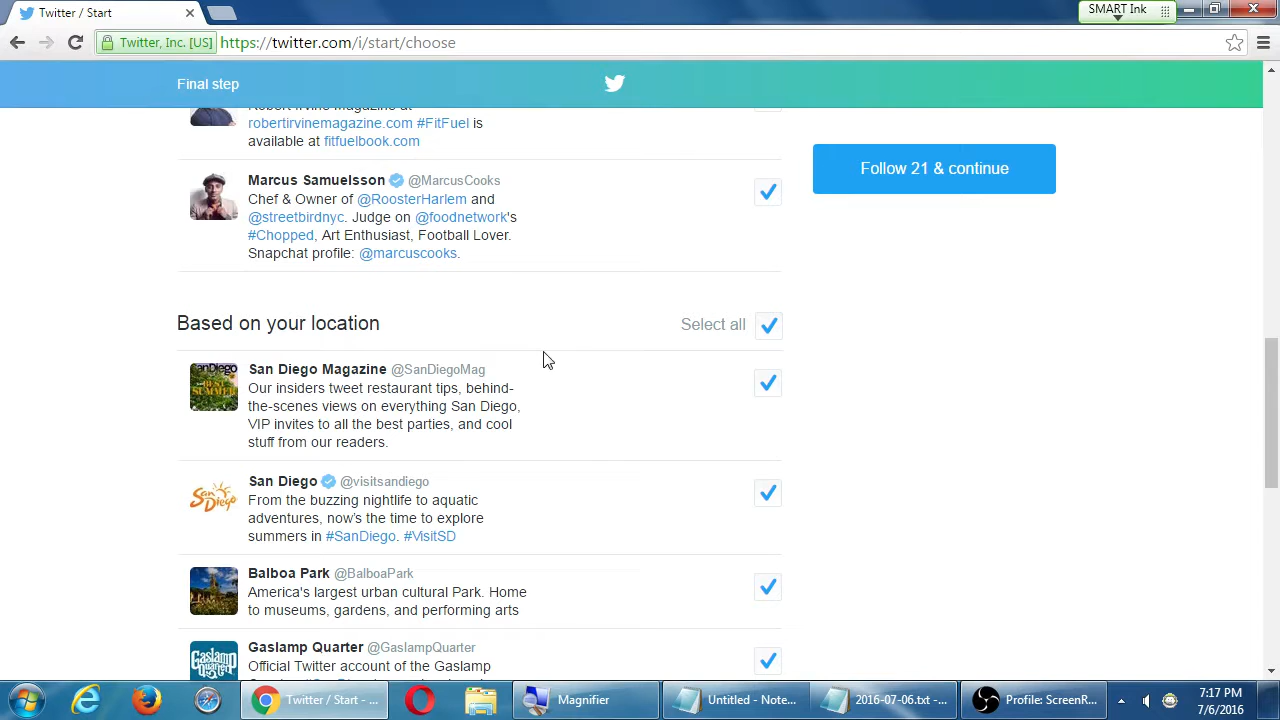 Twitter / Start
SMART Ink
Twitter, Inc. [US] https://twitter.com/i/start/choose
Final step
Robert Irvine Magazine at
robertirvinemagazine.com #FitFuel is
available at fitfuelbook.com
Follow 21 & continue
Marcus Samuelsson @MarcusCooks
Chef & Owner of @RoosterHarlem and
@streetbirdnyc. Judge on @foodnetwork's
#Chopped, Art Enthusiast, Football Lover.
Snapchat profile: @marcuscooks.
Based on your location
Select all
San Diego Magazine @SanDiegoMag
Our insiders tweet restaurant tips, behind-
the-scenes views on everything San Diego,
VIP invites to all the best parties, and cool
stuff from our readers.
San Diego @visitsandiego
From the buzzing nightlife to aquatic
adventures, now's the time to explore
summers in #SanDiego. #VisitSD
Balboa Park @BalboaPark
America's largest urban cultural Park. Home
to museums, gardens, and performing arts
Gaslamp Quarter @GaslampQuarter
Official Twitter account of the Gaslamp
Twitter / Start - ...
Magnifier
Untitled - Note...
2016-07-06.txt -...
Profile: ScreenR...
7:17 PM
7/6/2016